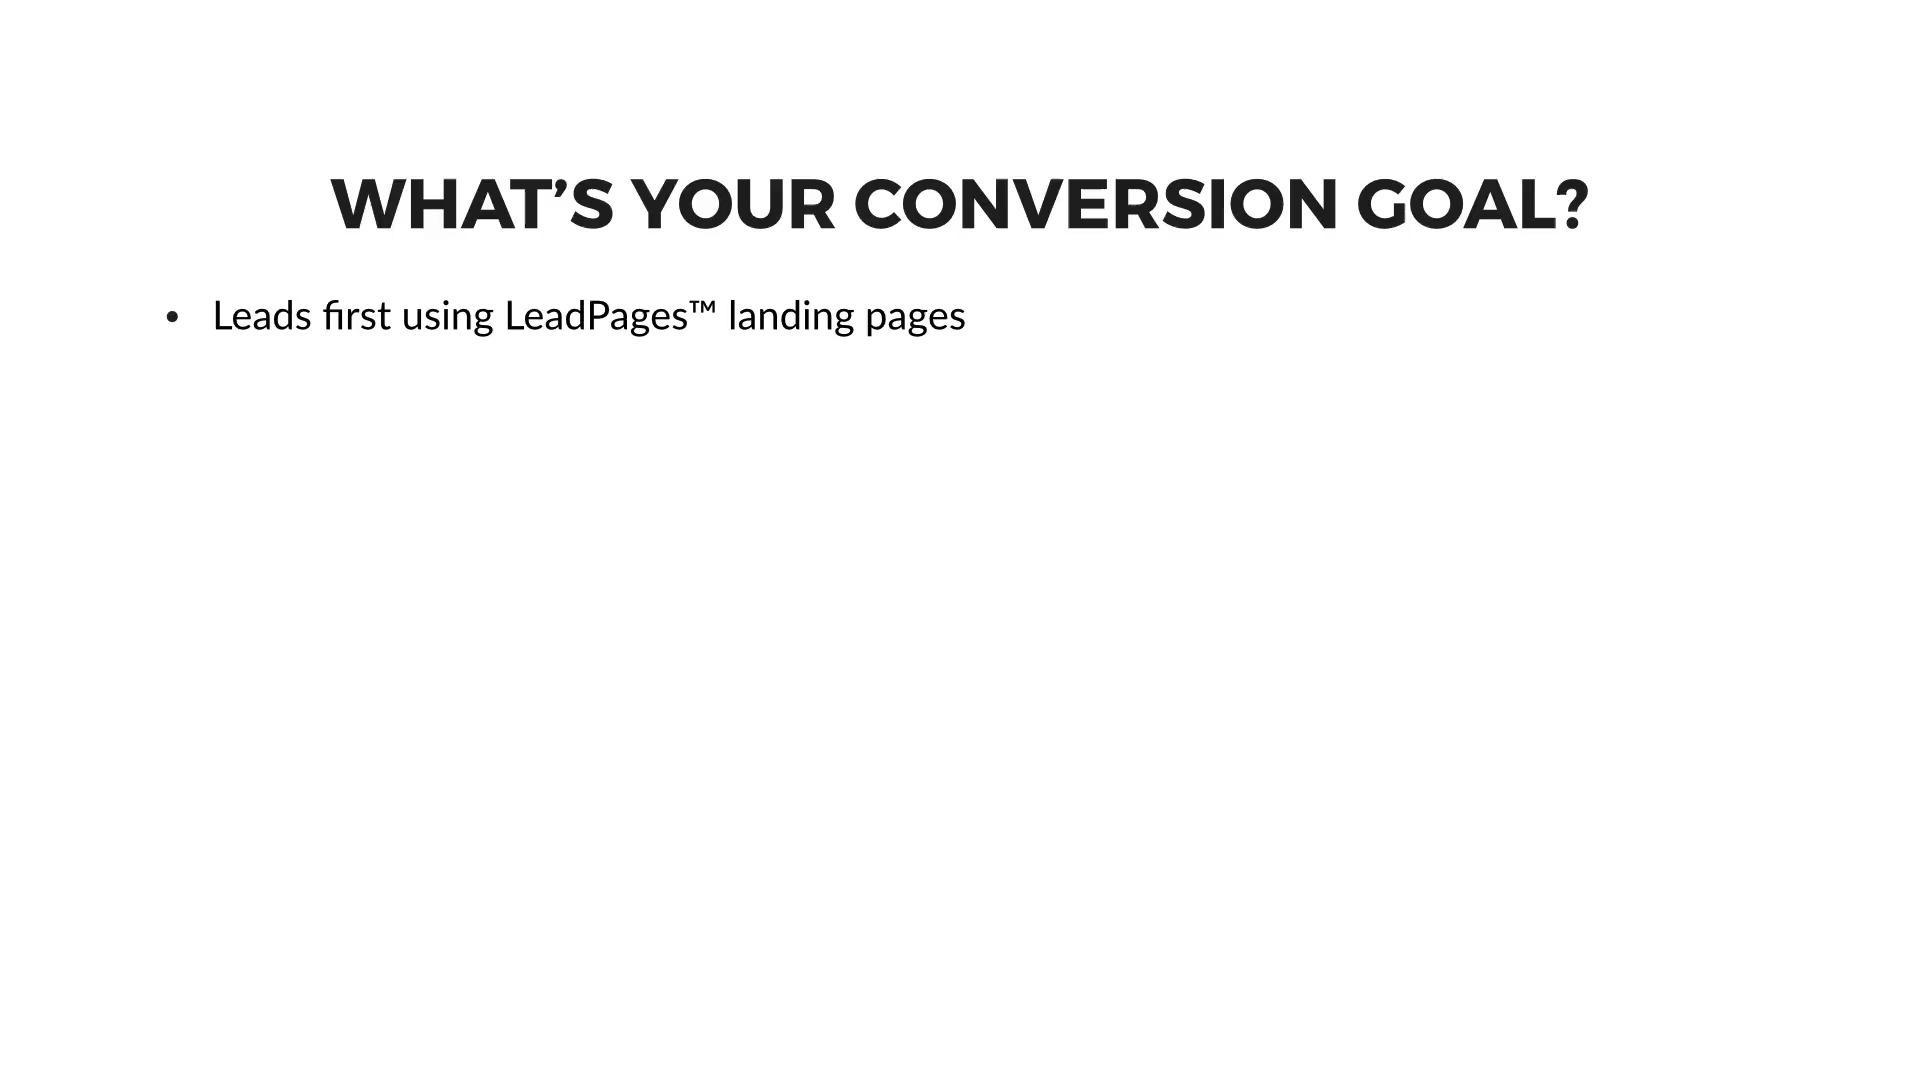 WHAT’S YOUR CONVERSION GOAL?
• Leads first using LeadPages™ landing pages